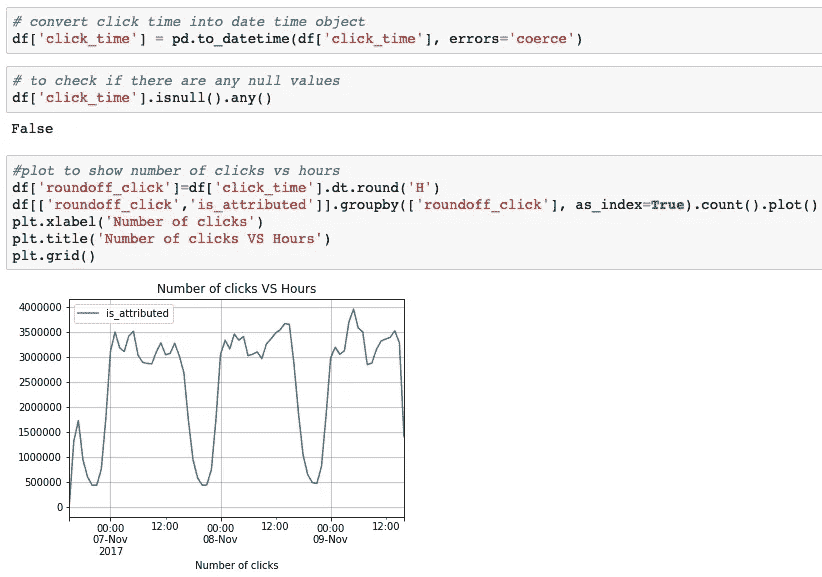 # convert click time into date time object
df['click_time'] = pd.to_datetime(df['click_time'], errors='coerce')
# to check if there are any null values
df['click_time'].isnull().any()
False
#plot to show number of clicks vs hours
df['roundoff_click']=df['click_time'].dt.round('H')
df[['roundoff_click','is_attributed']].groupby(['roundoff_click'], as_index=True).count().plot()
plt.xlabel('Number of clicks')
plt.title('Number of clicks VS Hours')
plt.grid()
Number of clicks VS Hours
is_attributed
4000000
3500000
3000000
2500000
2000000
1500000
1000000
500000
0
00:00 12:00 00:00 12:00 00:00 12:00
07-Nov 08-Nov 09-Nov
2017
Number of clicks